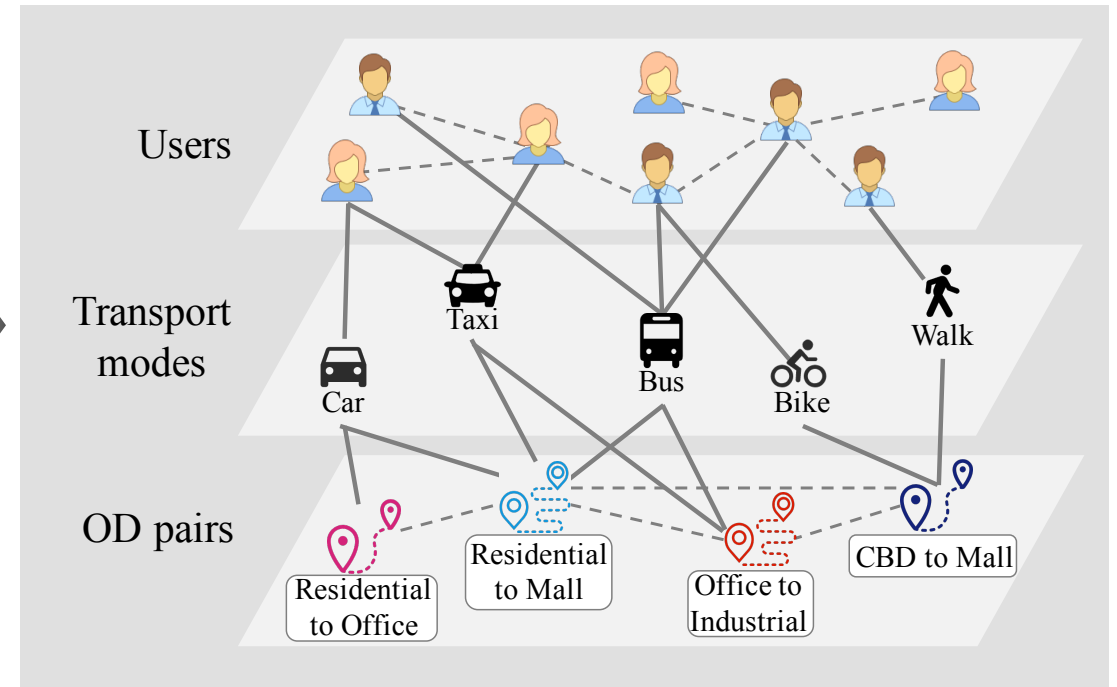 Users
Transport
modes
Taxi
Walk
Bus
Car
Bike
OD pairs
Residential
to Office
Residential
to Mall
Office to
Industrial
CBD to Mall